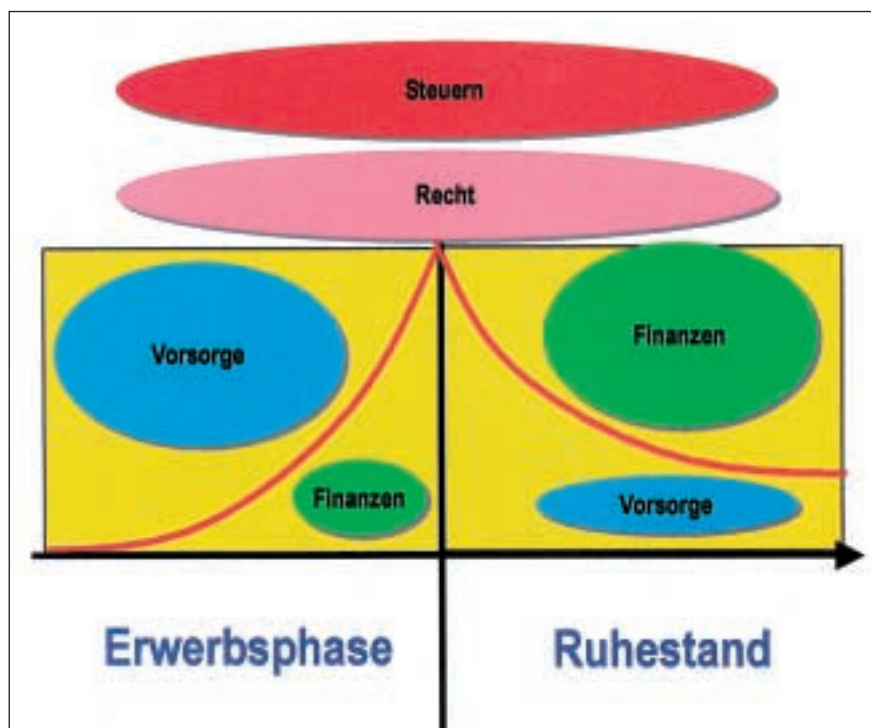 Steuern
Recht
Vorsorge
Finanzen
Finanzen
Vorsorge
Erwerbsphase
Ruhestand